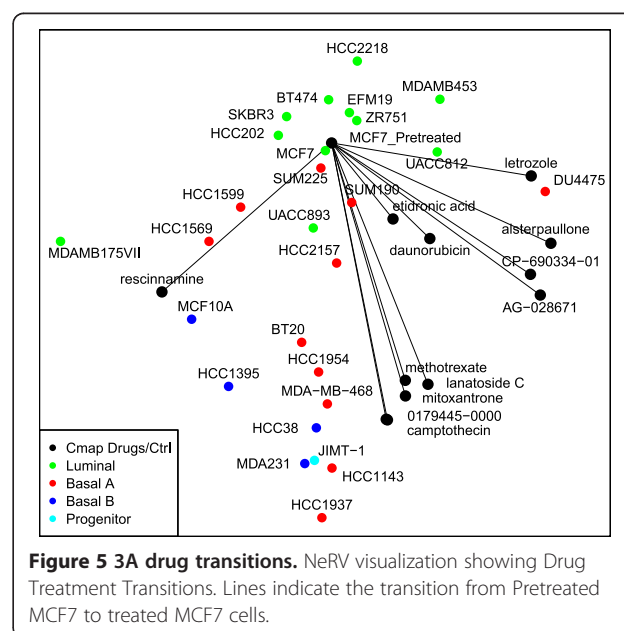 HCC2218
MDAMB453
BT474
EFM19
SKBR3
ZR751
HCC202
MCF7_Pretreated
MCF7
UACC812
SUM225
letrozole
DU4475
HCC1599
SUM190
etidronic acid
UACC893
alsterpaullone
HCC1569
daunorubicin
MDAMB175VII
HCC2157
CP−690334−01
rescinnamine
MCF10A
AG−028671
BT20
HCC1954
methotrexate
HCC1395
lanatoside C
MDA−MB−468
mitoxantrone
0179445−0000
HCC38
camptothecin
JIMT−1
MDA231
HCC1143
HCC1937
Cmap Drugs/Ctrl
Luminal
Basal A
Basal B
Progenitor
Figure 5 3A drug transitions. NeRV visualization showing Drug
Treatment Transitions. Lines indicate the transition from Pretreated
MCF7 to treated MCF7 cells.